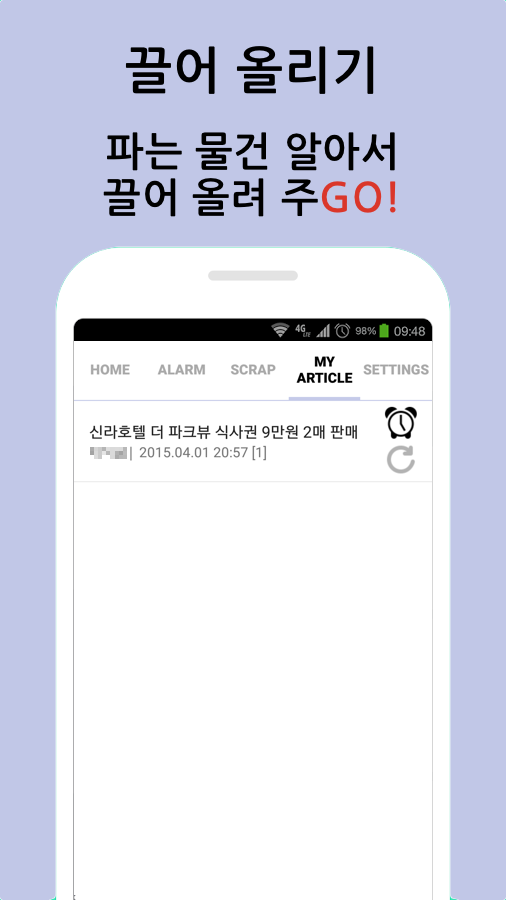 끌어 올리기
파는 물건 알아서
끌어 올려 주GO!
4G LTE 98% 09:48
HOME ALARM SCRAP MY ARTICLE SETTINGS
신라호텔 더 파크뷰 식사권 9만원 2매 판매
| 2015.04.01 20:57 [1]